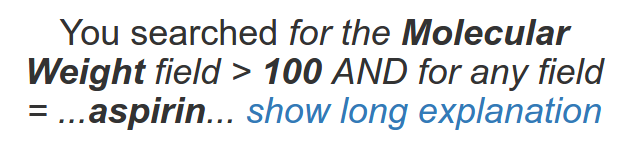 You searched for the Molecular
Weight field > 100 AND for any field
= ...aspirin... show long explanation